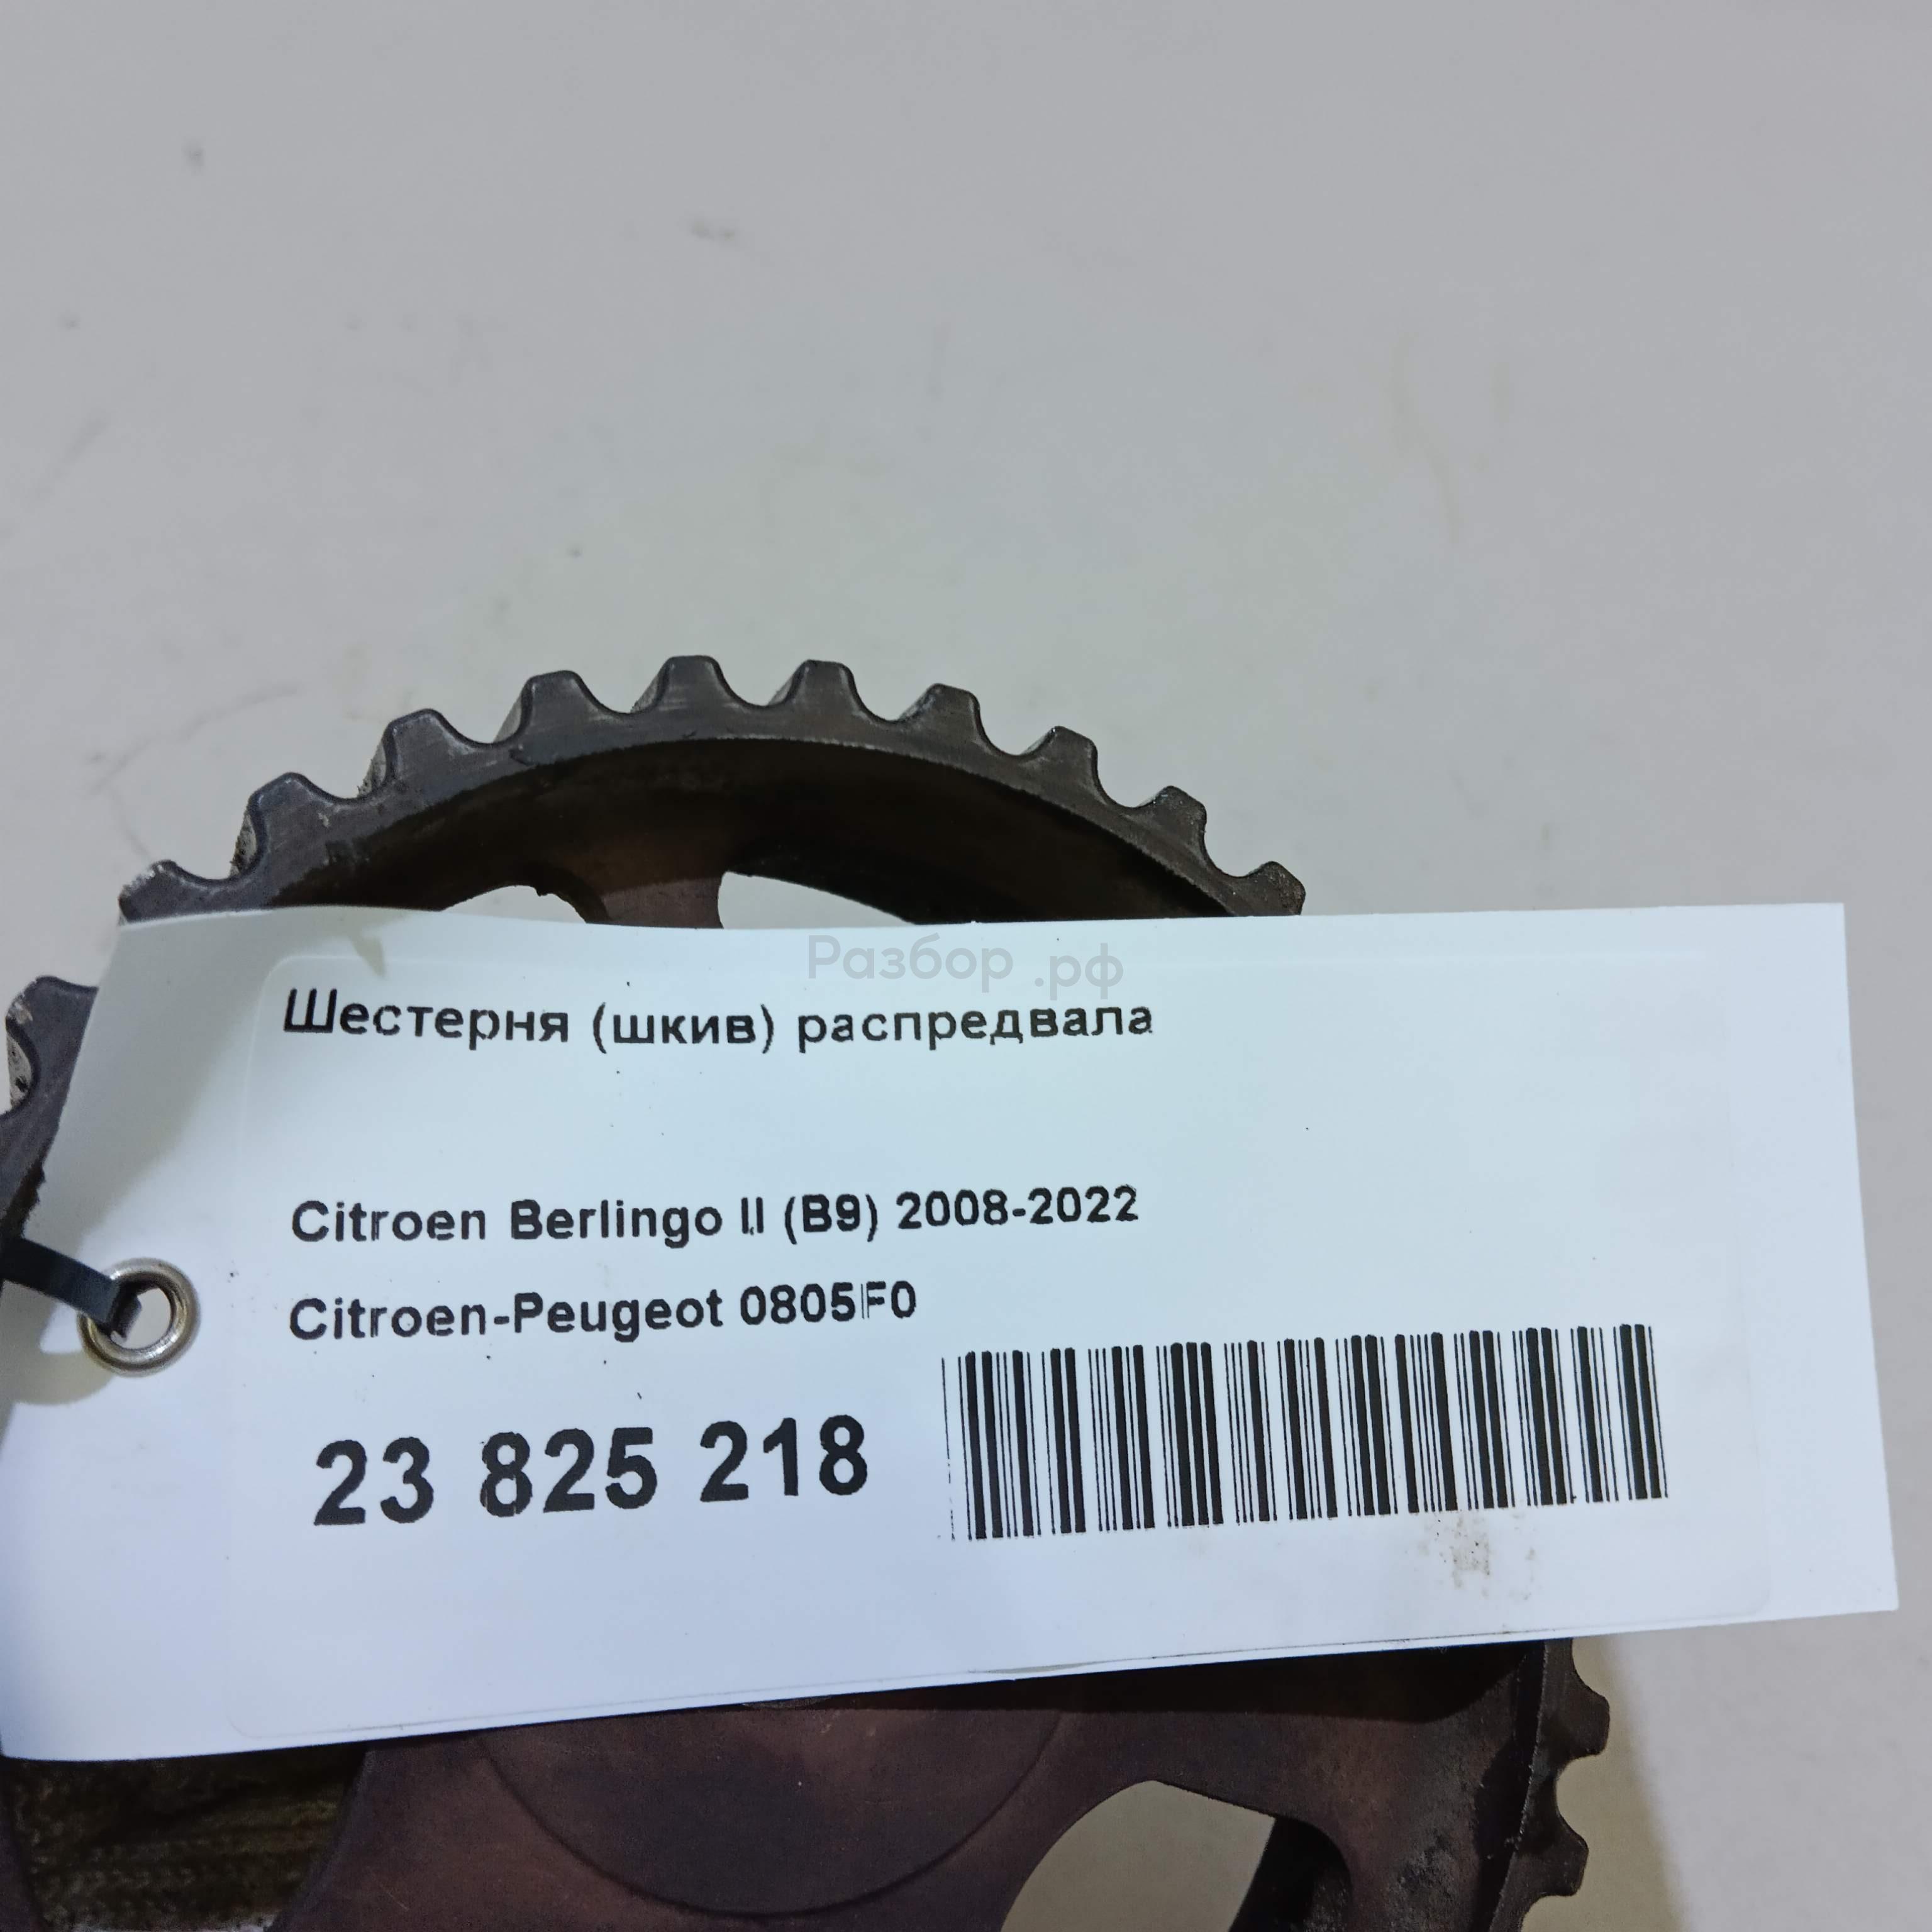 Разбор.рф
Шестерня (шкив) распредвала
Citroen Berlingo II (B9) 2008-2022
Citroen-Peugeot 0805F0
23 825 218